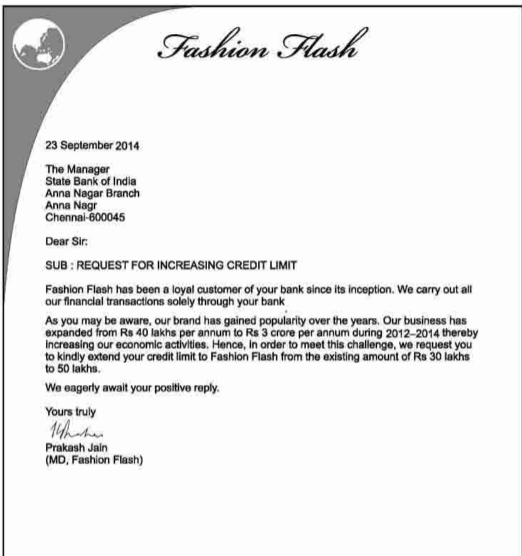 Fashion Flash
23 September 2014
The Manager
State Bank of India
Anna Nagar Branch
Anna Nagr
Chennai-600045
Dear Sir:
SUB : REQUEST FOR INCREASING CREDIT LIMIT
Fashion Flash has been a loyal customer of your bank since its inception. We carry out all
our financial transactions solely through your bank
As you may be aware, our brand has gained popularity over the years. Our business has
expanded from Rs 40 lakhs per annum to Rs 3 crore per annum during 2012–2014 thereby
increasing our economic activities. Hence, in order to meet this challenge, we request you
to kindly extend your credit limit to Fashion Flash from the existing amount of Rs 30 lakhs
to 50 lakhs.
We eagerly await your positive reply.
Yours truly
Prakash Jain
(MD, Fashion Flash)